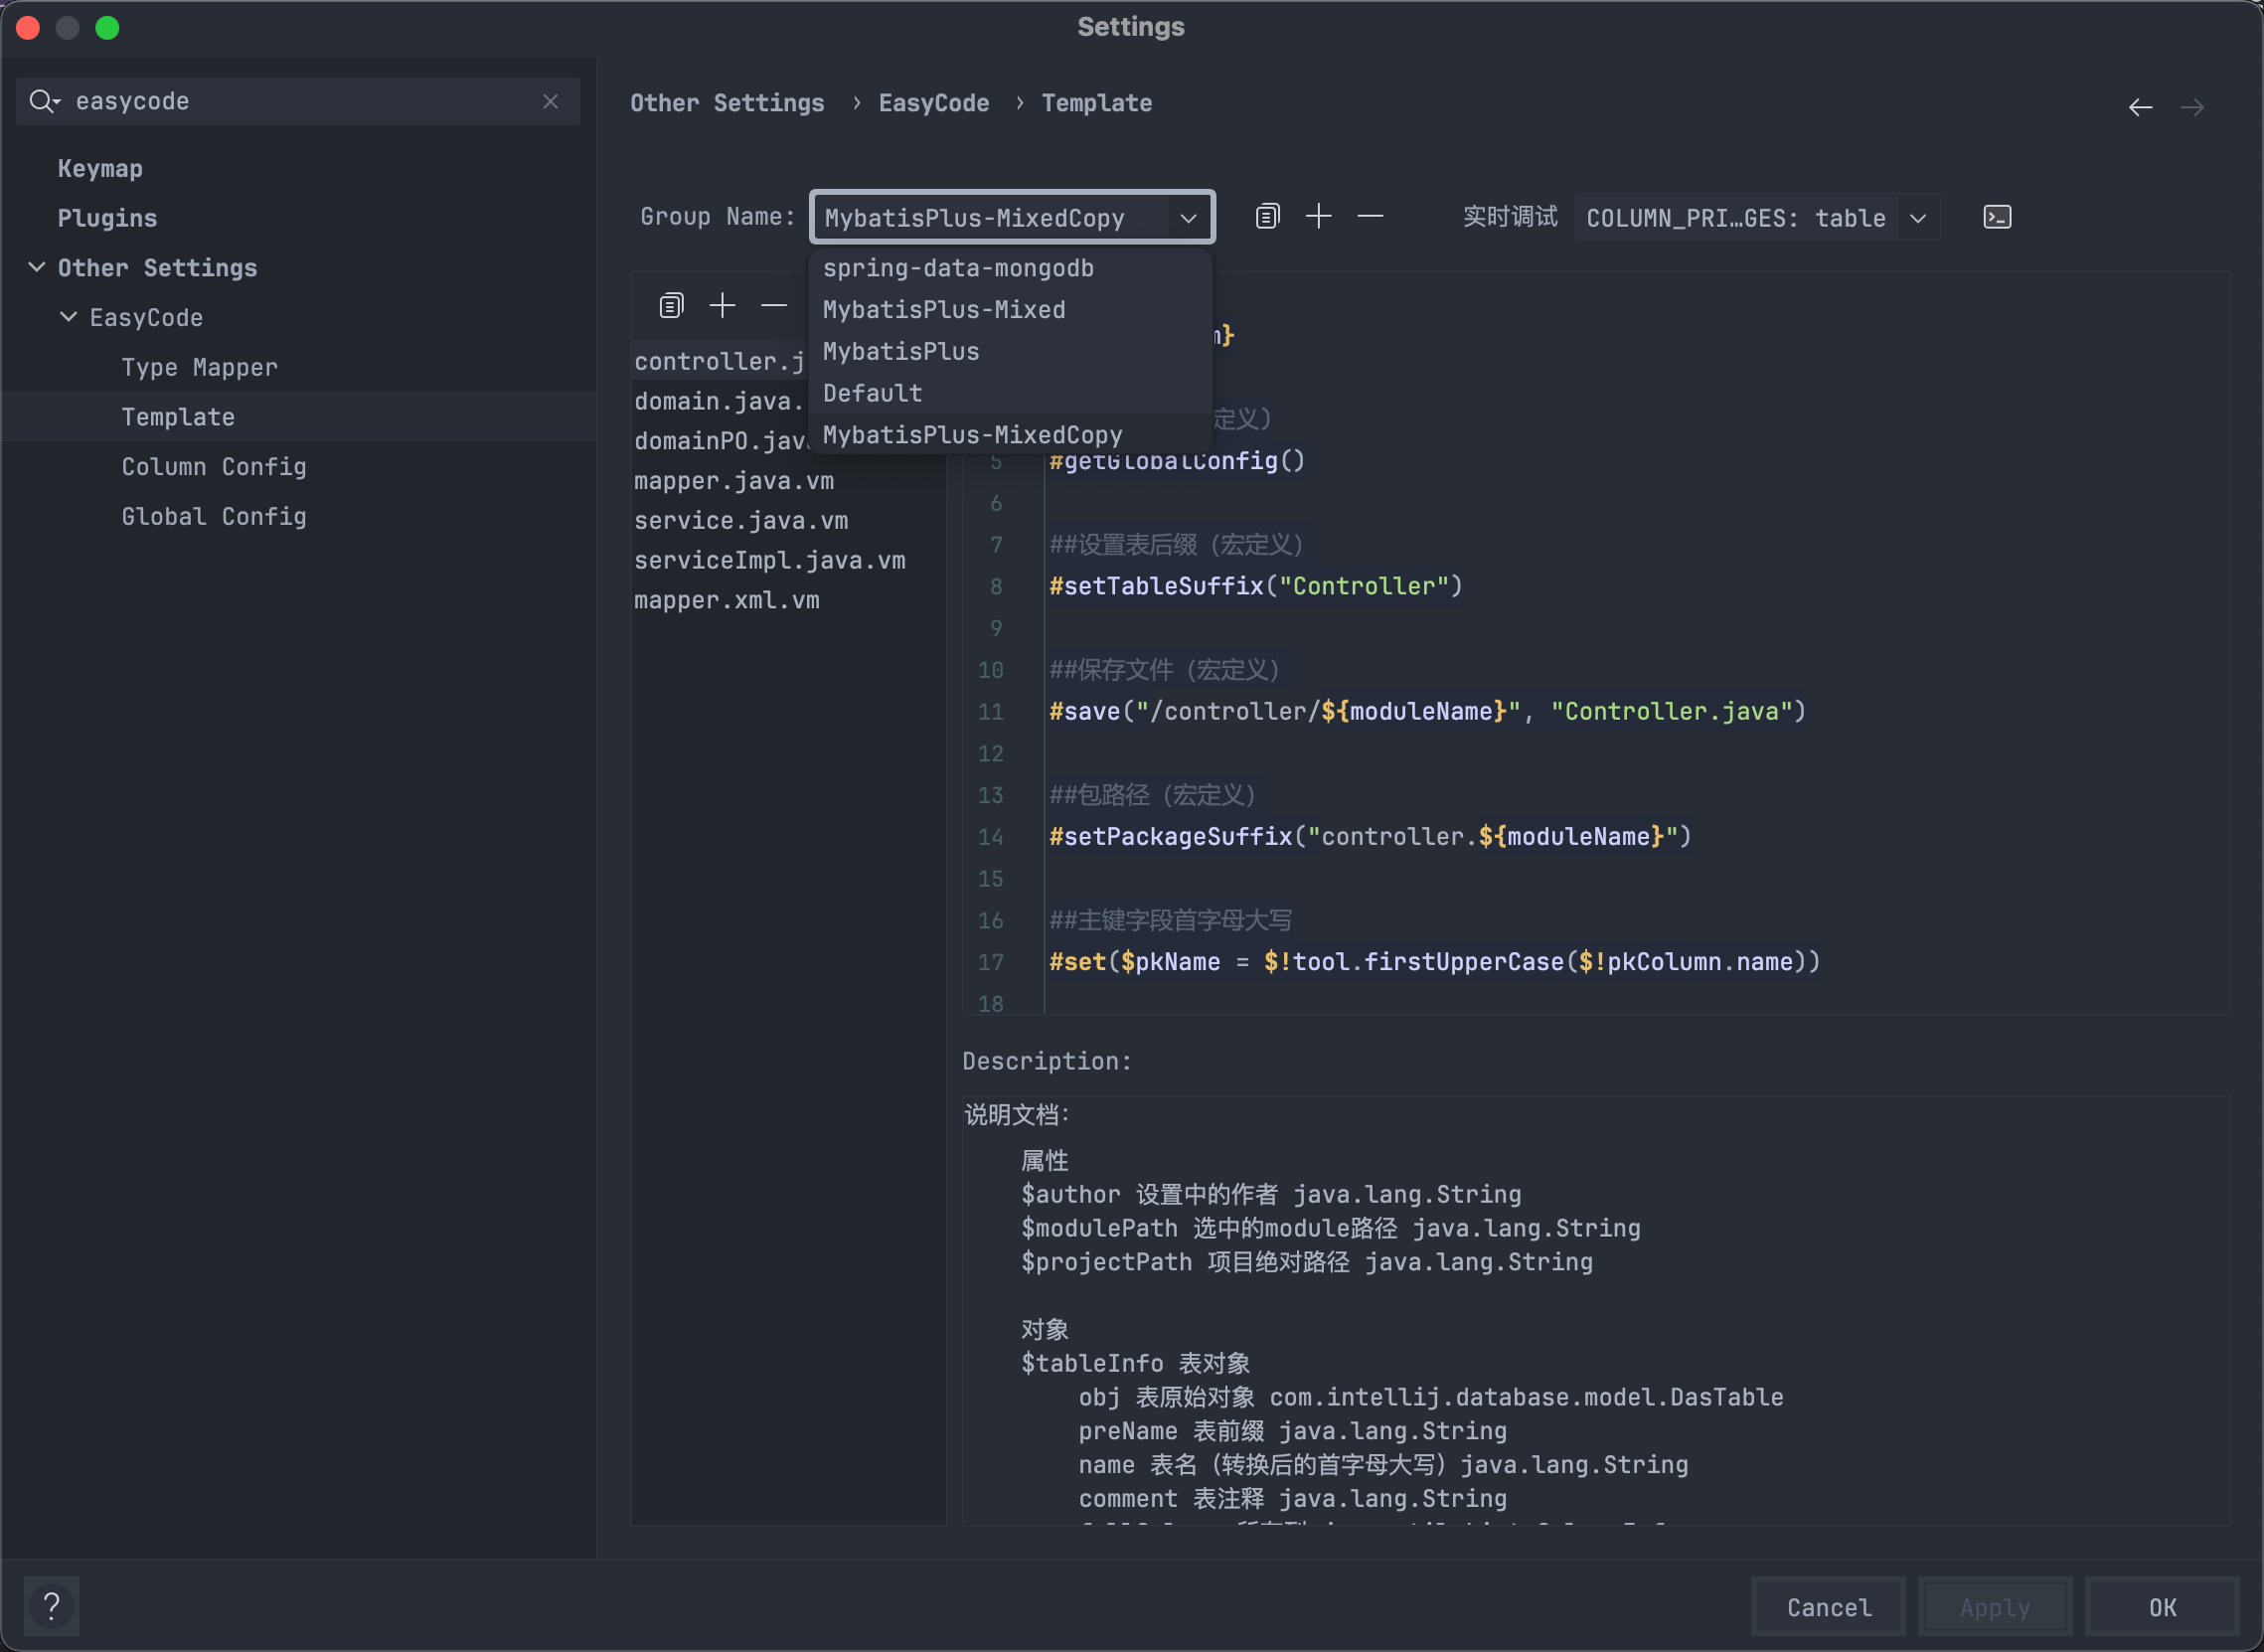 Settings
easycode
Keymap
Plugins
Other Settings
EasyCode
Type Mapper
Template
Column Config
Global Config
Other Settings › EasyCode › Template
Group Name: MybatisPlus-MixedCopy
实时调试 COLUMN_PRI…GES: table
spring-data-mongodb
MybatisPlus-Mixed
MybatisPlus
Default
MybatisPlus-MixedCopy
controller.j
domain.java.
domainPO.jav
mapper.java.vm
service.java.vm
serviceImpl.java.vm
mapper.xml.vm
}
定义）
5 #getGlobalConfig()
6
7 ##设置表后缀（宏定义）
8 #setTableSuffix("Controller")
9
10 ##保存文件（宏定义）
11 #save("/controller/${moduleName}", "Controller.java")
12
13 ##包路径（宏定义）
14 #setPackageSuffix("controller.${moduleName}")
15
16 ##主键字段首字母大写
17 #set($pkName = $!tool.firstUpperCase($!pkColumn.name))
18
Description:
说明文档：
属性
$author 设置中的作者 java.lang.String
$modulePath 选中的module路径 java.lang.String
$projectPath 项目绝对路径 java.lang.String
对象
$tableInfo 表对象
obj 表原始对象 com.intellij.database.model.DasTable
preName 表前缀 java.lang.String
name 表名（转换后的首字母大写）java.lang.String
comment 表注释 java.lang.String
?
Cancel
Apply
OK